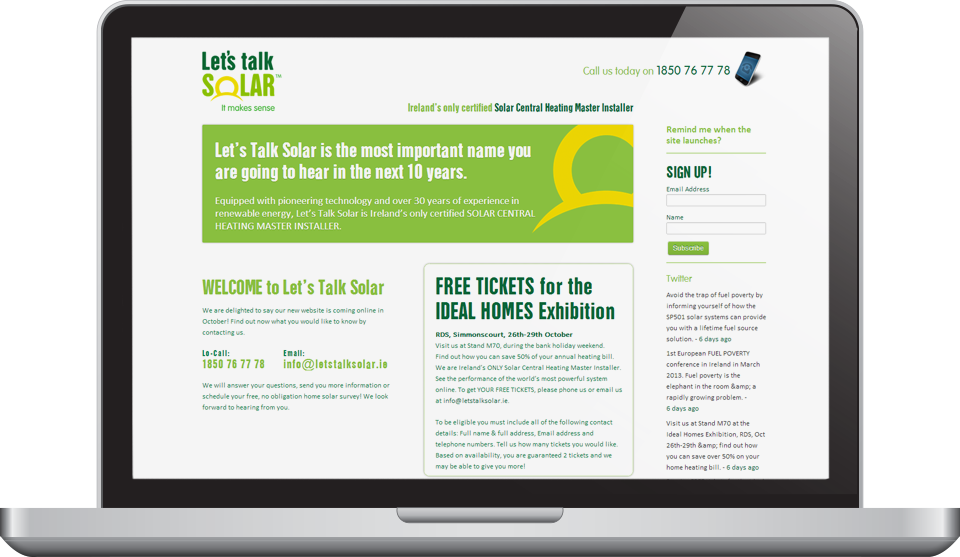 Let's talk
SOLAR™
It makes sense
Call us today on 1850 76 77 78
Ireland's only certified Solar Central Heating Master Installer
Let's Talk Solar is the most important name you
are going to hear in the next 10 years.
Equipped with pioneering technology and over 30 years of experience in
renewable energy, Let's Talk Solar is Ireland's only certified SOLAR CENTRAL
HEATING MASTER INSTALLER.
WELCOME to Let's Talk Solar
We are delighted to say our new website is coming online in
October! Find out now what you would like to know by
contacting us.
Lo-Call:
1850 76 77 78
Email:
info@letstalksolar.ie
We will answer your questions, send you more information or
schedule your free, no obligation home solar survey! We look
forward to hearing from you.
FREE TICKETS for the
IDEAL HOMES Exhibition
RDS, Simmonscourt, 26th-29th October
Visit us at Stand M70, during the bank holiday weekend.
Find out how you can save 50% of your annual heating bill.
We are Ireland's ONLY Solar Central Heating Master Installer.
See the performance of the world's most powerful system
online. To get YOUR FREE TICKETS, please phone us or email us
at info@letstalksolar.ie.
To be eligible you must include all of the following contact
details: Full name & full address, Email address and
telephone numbers. Tell us how many tickets you would like.
Based on availability, you are guaranteed 2 tickets and we
may be able to give you more!
Remind me when the
site launches?
SIGN UP!
Email Address
Name
Subscribe
Twitter
Avoid the trap of fuel poverty by
informing yourself of how the
SP501 solar systems can provide
you with a lifetime fuel source
solution. - 6 days ago
1st European FUEL POVERTY
conference in Ireland in March
2013. Fuel poverty is the
elephant in the room &amp; a
rapidly growing problem. -
6 days ago
Visit us at Stand M70 at the
Ideal Homes Exhibition, RDS, Oct
26th-29th &amp; find out how
you can save over 50% on your
home heating bill. - 6 days ago